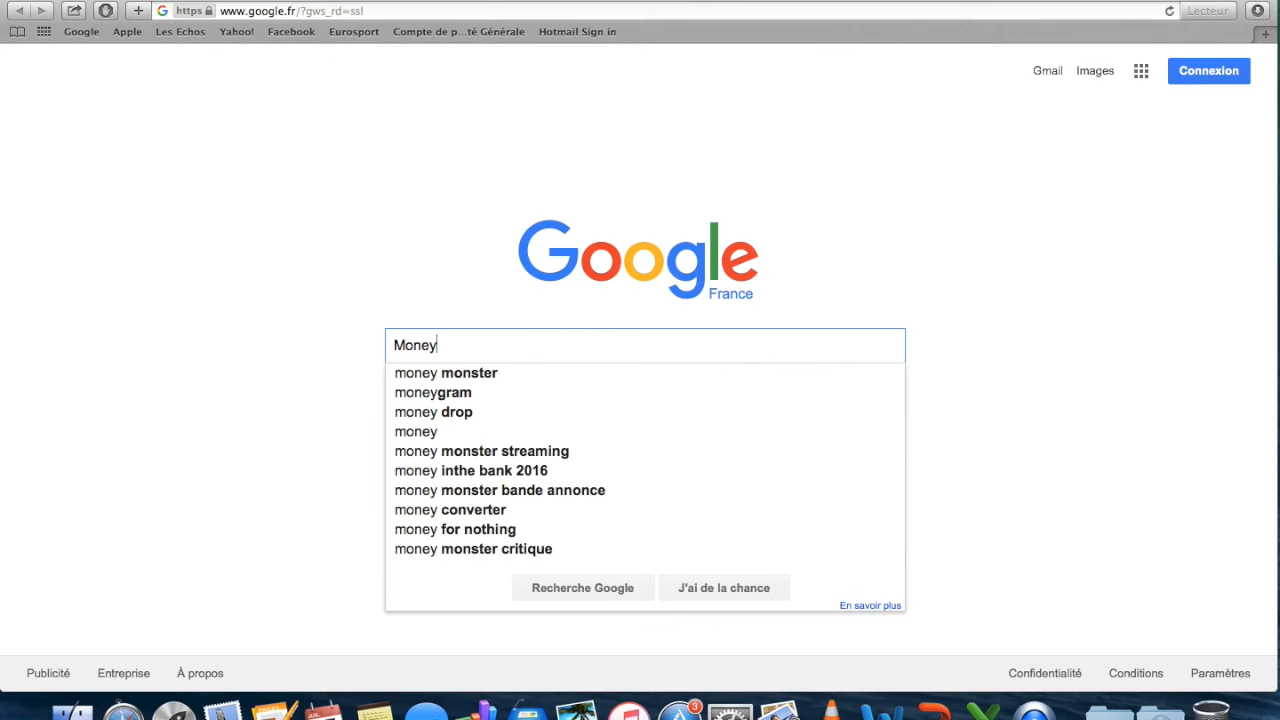 https www.google.fr/?gws_rd=ssl Lecteur
Google Apple Les Echos Yahoo! Facebook Eurosport Compte de p...té Générale Hotmail Sign in
Gmail Images Connexion
Google
France
Money
money monster
moneygram
money drop
money
money monster streaming
money inthe bank 2016
money monster bande annonce
money converter
money for nothing
money monster critique
Recherche Google J'ai de la chance
En savoir plus
Publicité Entreprise À propos Confidentialité Conditions Paramètres
3